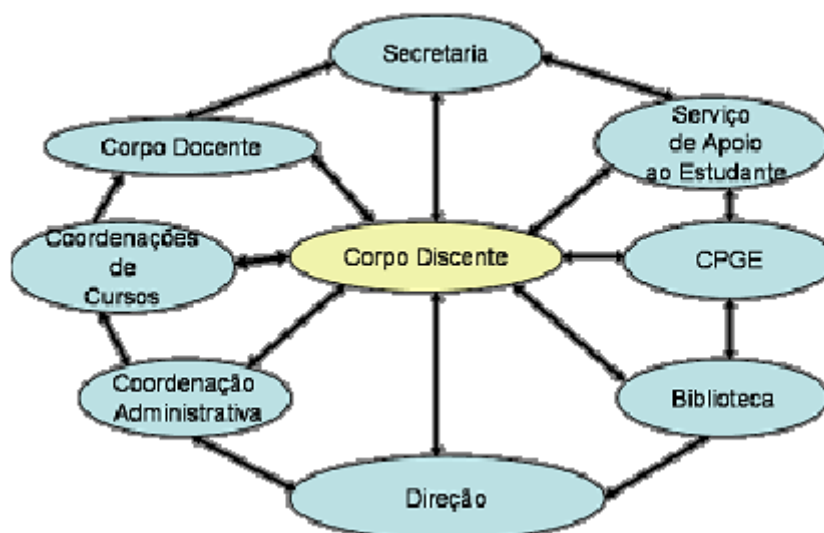 Secretaria
Corpo Docente
Serviço
de Apoio
ao Estudante
Coordenações
de
Cursos
Corpo Discente
CPGE
Coordenação
Administrativa
Biblioteca
Direção